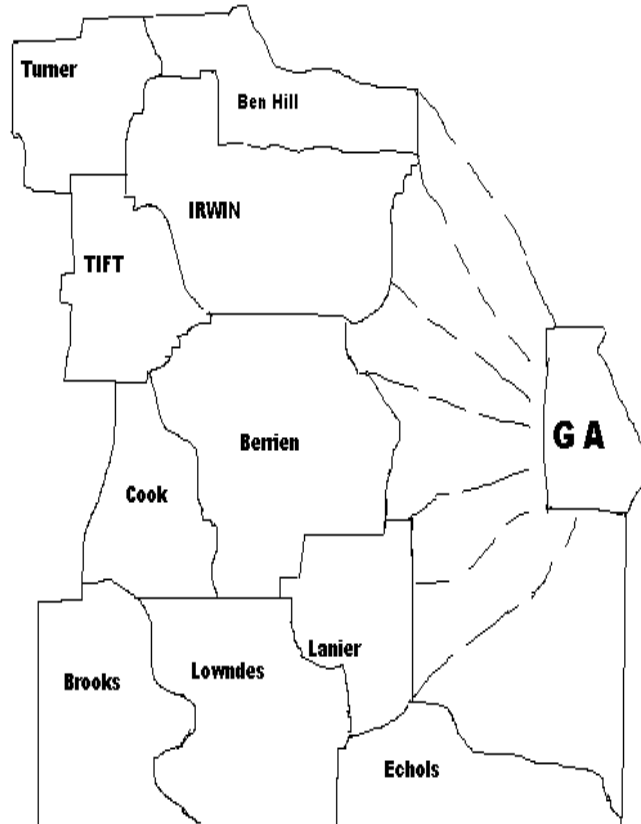 Turner
Ben Hill
IRWIN
TIFT
G A
Berrien
Cook
Lanier
Lowndes
Brooks
Echols